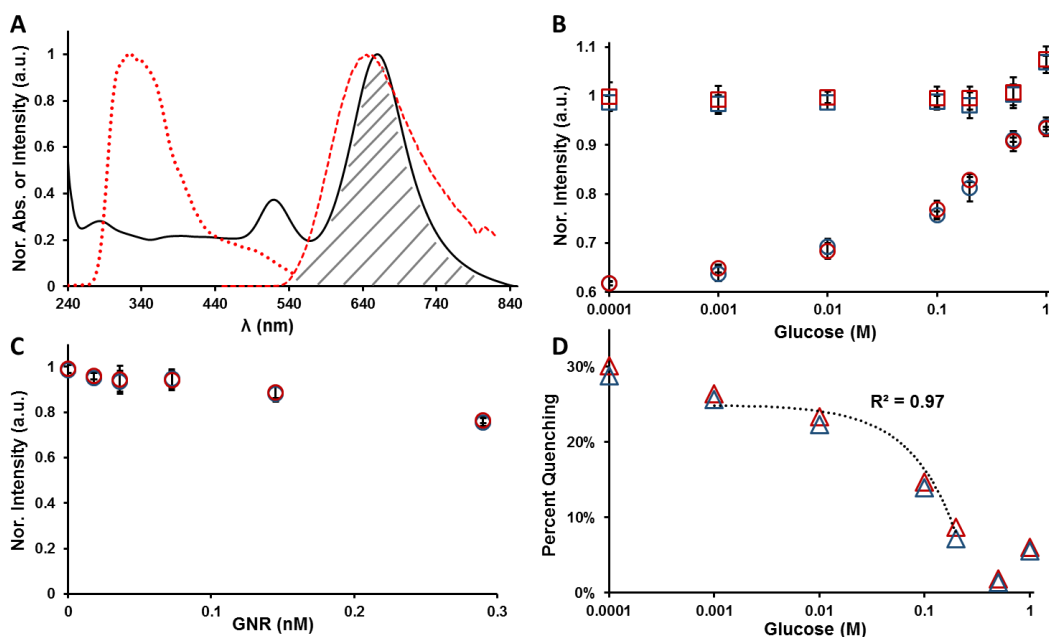 A
Nor. Abs. or Intensity (a.u.)
1
0.8
0.6
0.4
0.2
0
240 340 440 540 640 740 840
λ (nm)
B
Nor. Intensity (a.u.)
1.1
1
0.9
0.8
0.7
0.6
0.0001 0.001 0.01 0.1 1
Glucose (M)
C
Nor. Intensity (a.u.)
1
0.8
0.6
0.4
0.2
0
0 0.1 0.2 0.3
GNR (nM)
D
Percent Quenching
30%
20%
10%
0%
R² = 0.97
0.0001 0.001 0.01 0.1 1
Glucose (M)